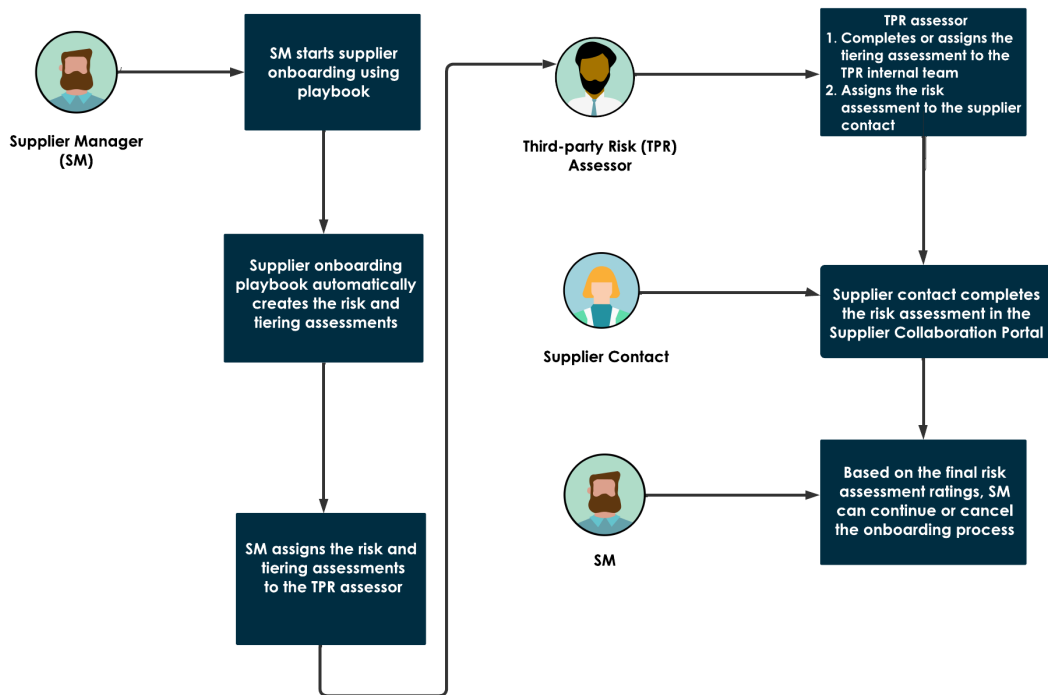 SM starts supplier
onboarding using
playbook
Supplier Manager
(SM)
Supplier onboarding
playbook automatically
creates the risk and
tiering assessments
SM assigns the risk and
tiering assessments
to the TPR assessor
Third-party Risk (TPR)
Assessor
TPR assessor
1. Completes or assigns the
tiering assessment to the
TPR internal team
2. Assigns the risk
assessment to the supplier
contact
Supplier Contact
Supplier contact completes
the risk assessment in the
Supplier Collaboration Portal
SM
Based on the final risk
assessment ratings, SM
can continue or cancel
the onboarding process